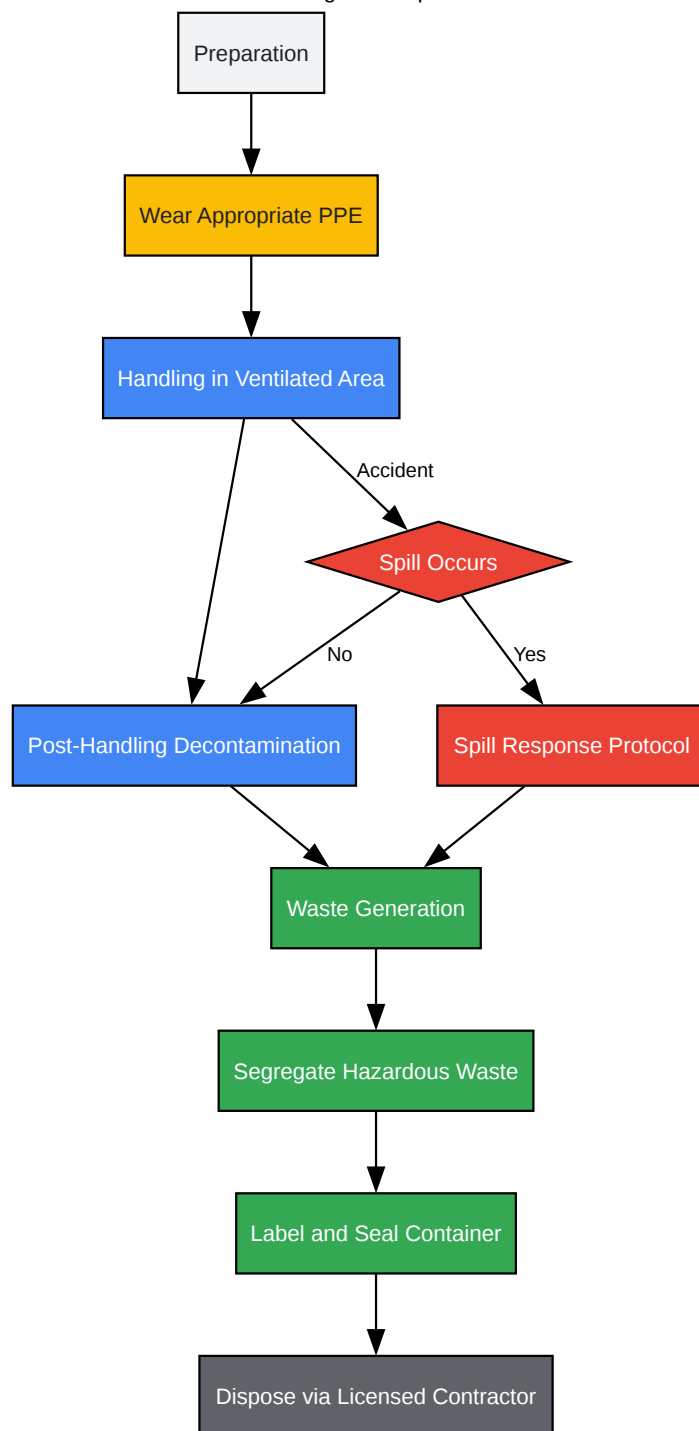 Preparation
Wear Appropriate PPE
Handling in Ventilated Area
Accident
Spill Occurs
No
Yes
Post-Handling Decontamination
Spill Response Protocol
Waste Generation
Segregate Hazardous Waste
Label and Seal Container
Dispose via Licensed Contractor